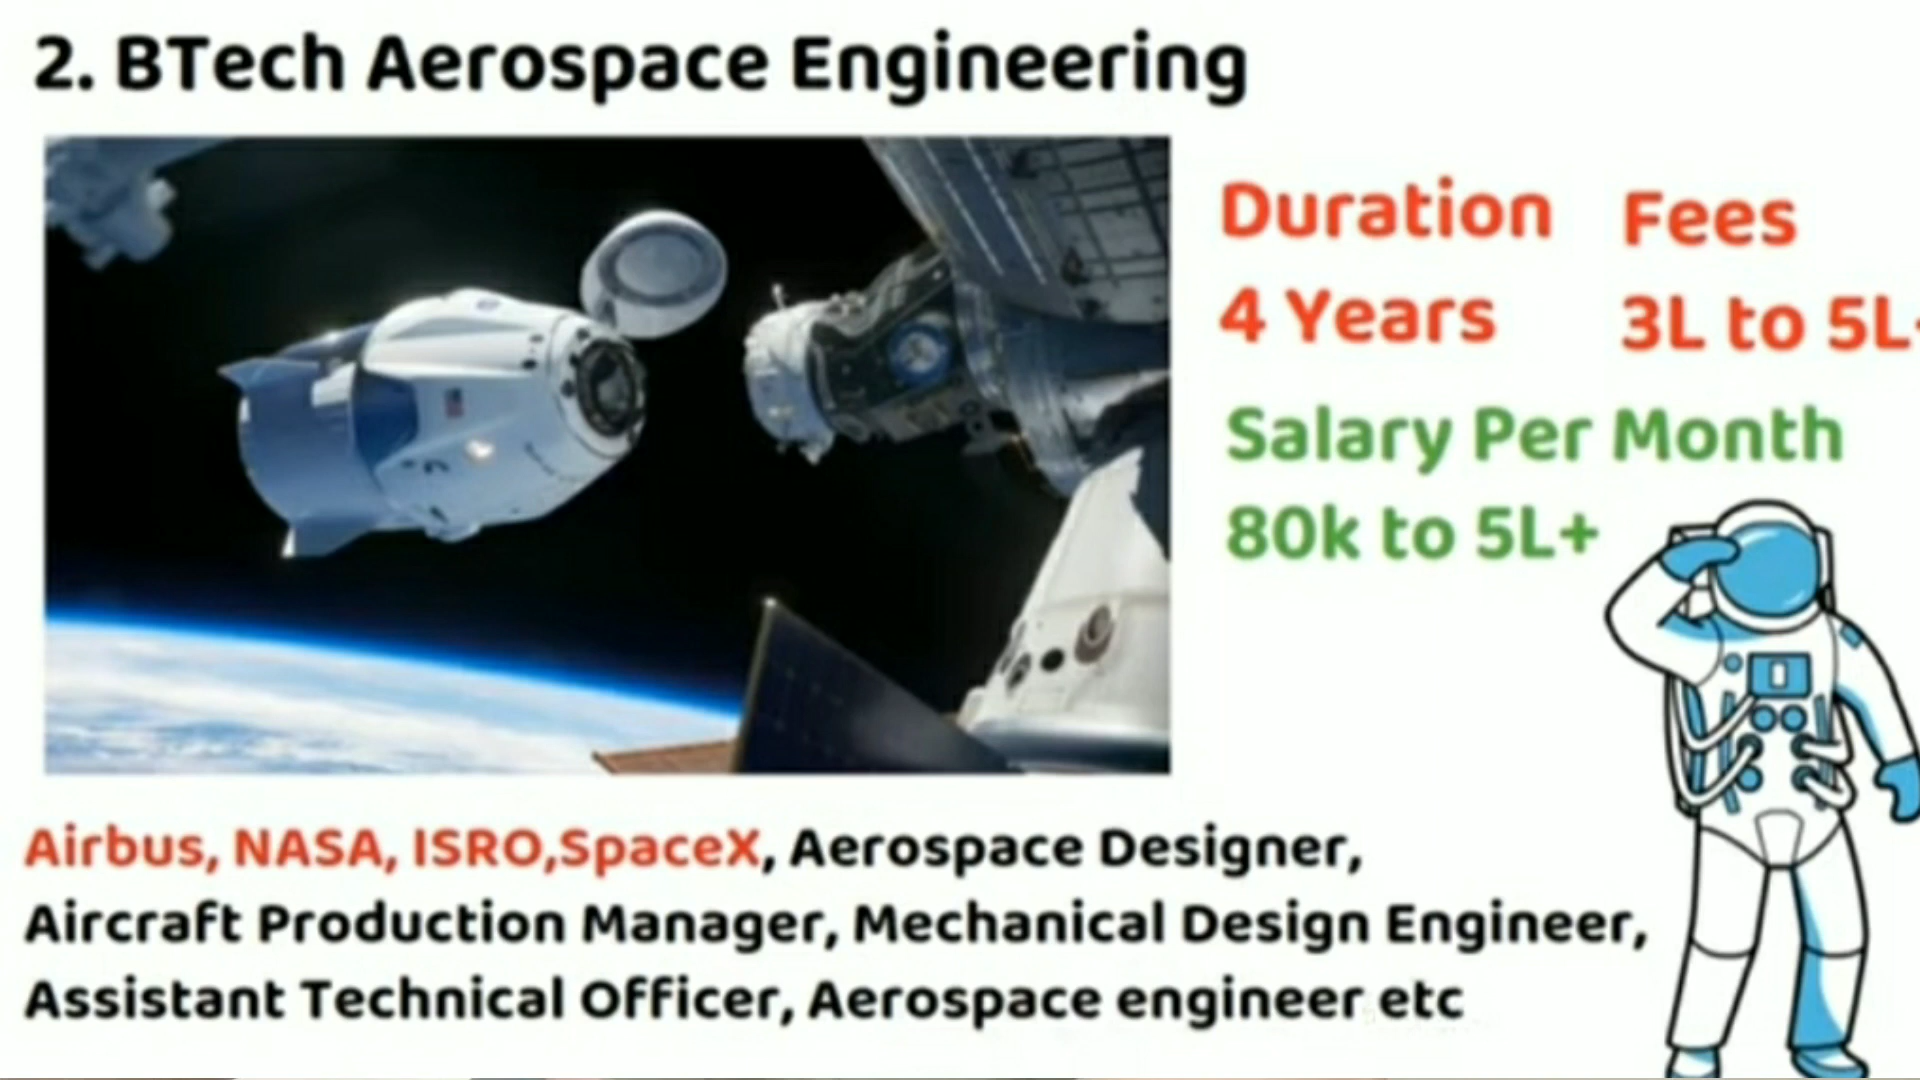 2. BTech Aerospace Engineering
Duration Fees
4 Years 3L to 5L+
Salary Per Month
80k to 5L+
Airbus, NASA, ISRO,SpaceX, Aerospace Designer,
Aircraft Production Manager, Mechanical Design Engineer,
Assistant Technical Officer, Aerospace engineer etc